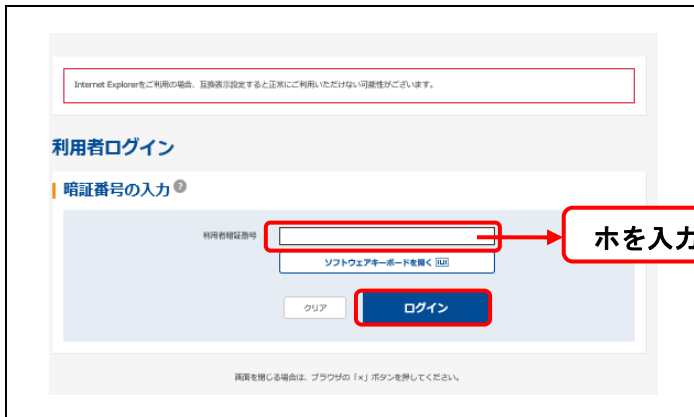 Internet Explorerをご利用の場合、互換表示設定すると正常にご利用いただけない可能性がございます。
利用者ログイン
暗証番号の入力 ?
利用者暗証番号
ホを入力
ソフトウェアキーボードを開く
クリア
ログイン
画面を閉じる場合は、ブラウザの「×」ボタンを押してください。